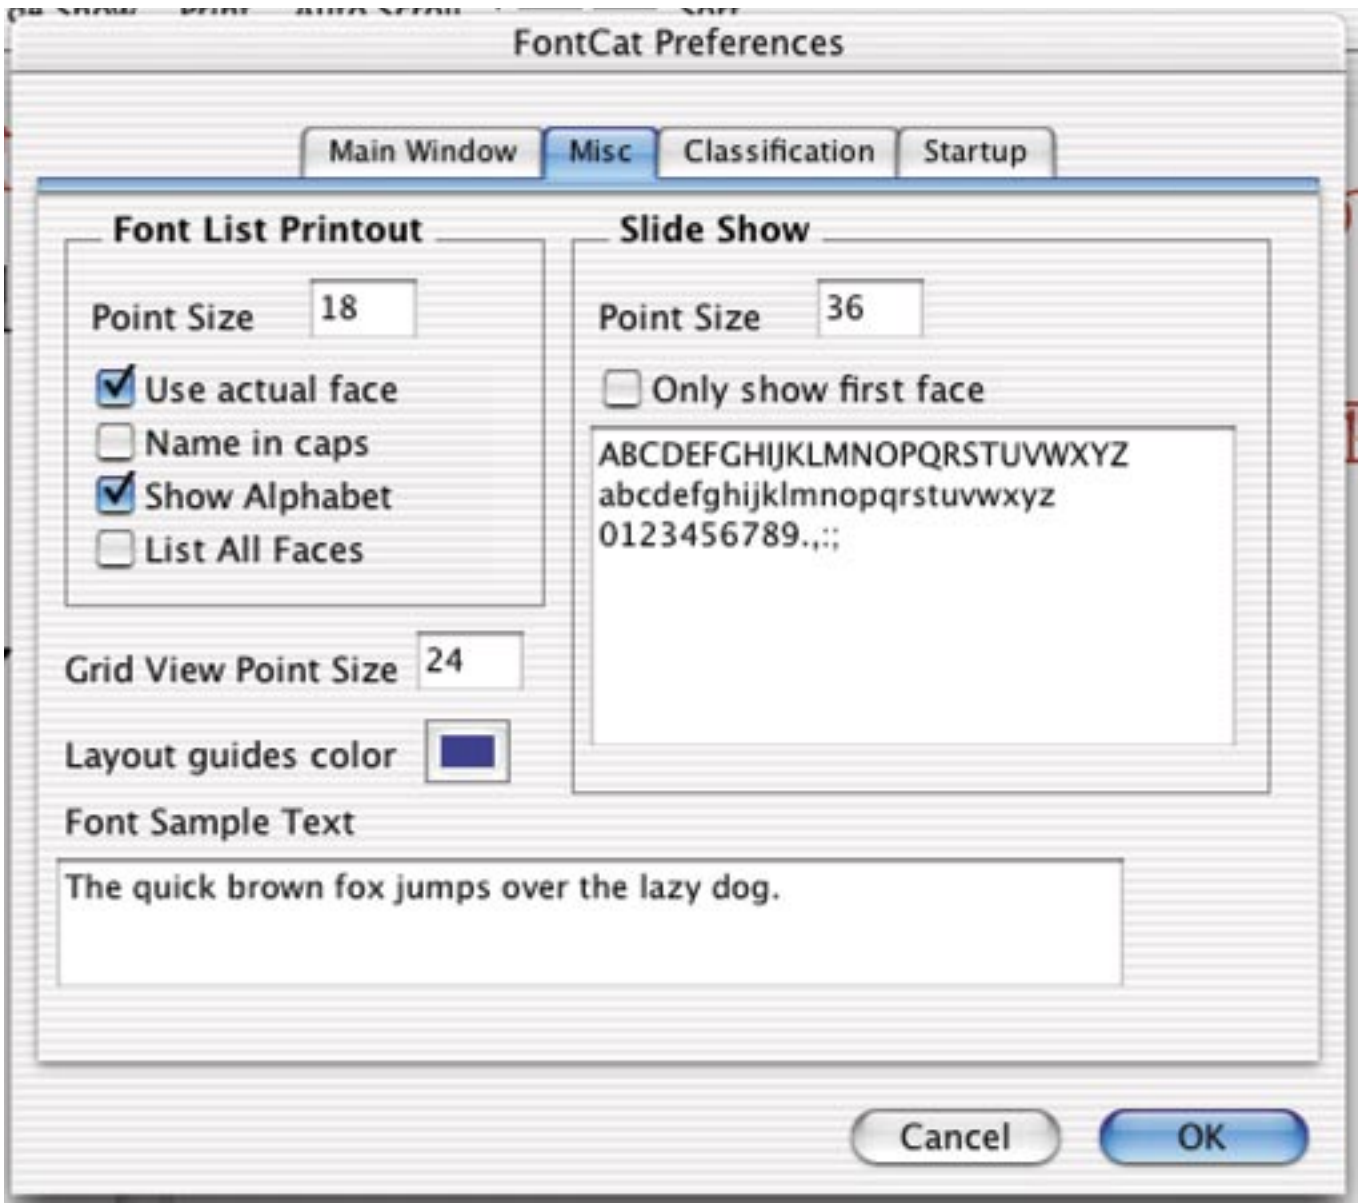 FontCat Preferences
Main Window Misc Classification Startup
Font List Printout
Point Size 18
Use actual face
Name in caps
Show Alphabet
List All Faces
Slide Show
Point Size 36
Only show first face
ABCDEFGHIJKLMNOPQRSTUVWXYZ
abcdefghijklmnopqrstuvwxyz
0123456789.,:;
Grid View Point Size 24
Layout guides color
Font Sample Text
The quick brown fox jumps over the lazy dog.
Cancel OK